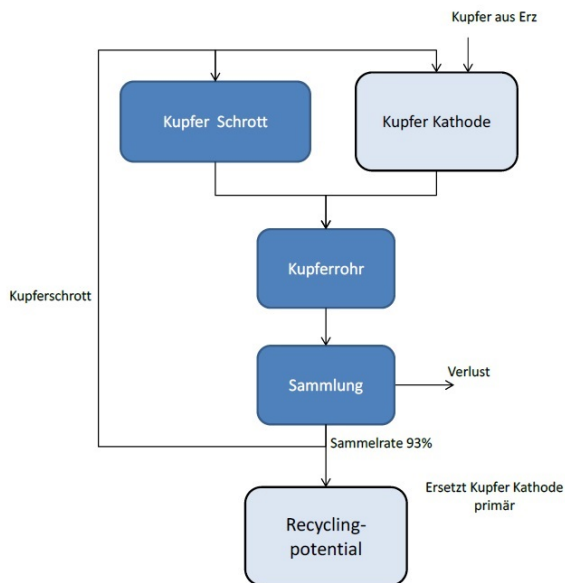 Kupfer aus Erz
Kupfer Schrott
Kupfer Kathode
Kupferrohr
Kupferschrott
Sammlung
Verlust
Sammelrate 93%
Ersetzt Kupfer Kathode
primär
Recycling-
potential